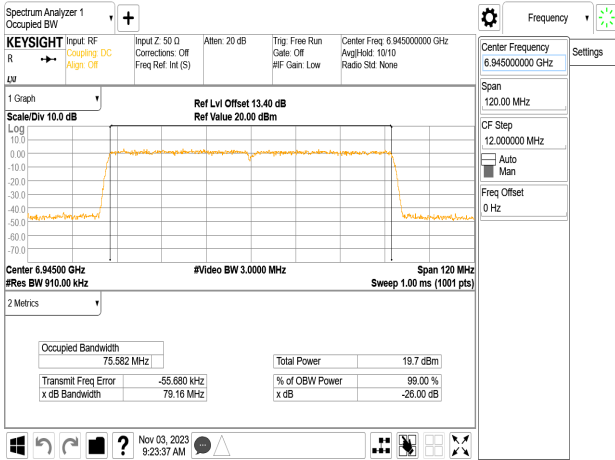 Spectrum Analyzer 1
Occupied BW
Frequency
KEYSIGHT
R
LXI
Input: RF
Coupling: DC
Align: Off
Input Z: 50 Ω
Corrections: Off
Freq Ref: Int (S)
Atten: 20 dB
Trig: Free Run
Gate: Off
#IF Gain: Low
Center Freq: 6.945000000 GHz
Avg|Hold: 10/10
Radio Std: None
Center Frequency
6.945000000 GHz
Settings
Span
120.00 MHz
CF Step
12.000000 MHz
Auto
Man
Freq Offset
0 Hz
1 Graph
Scale/Div 10.0 dB
Ref Lvl Offset 13.40 dB
Ref Value 20.00 dBm
Log
10.0
0.00
-10.0
-20.0
-30.0
-40.0
-50.0
-60.0
-70.0
Center 6.94500 GHz
#Video BW 3.0000 MHz
Span 120 MHz
#Res BW 910.00 kHz
Sweep 1.00 ms (1001 pts)
2 Metrics
Occupied Bandwidth
75.582 MHz
Total Power 19.7 dBm
Transmit Freq Error -55.680 kHz
% of OBW Power 99.00 %
x dB Bandwidth 79.16 MHz
x dB -26.00 dB
Nov 03, 2023
9:23:37 AM